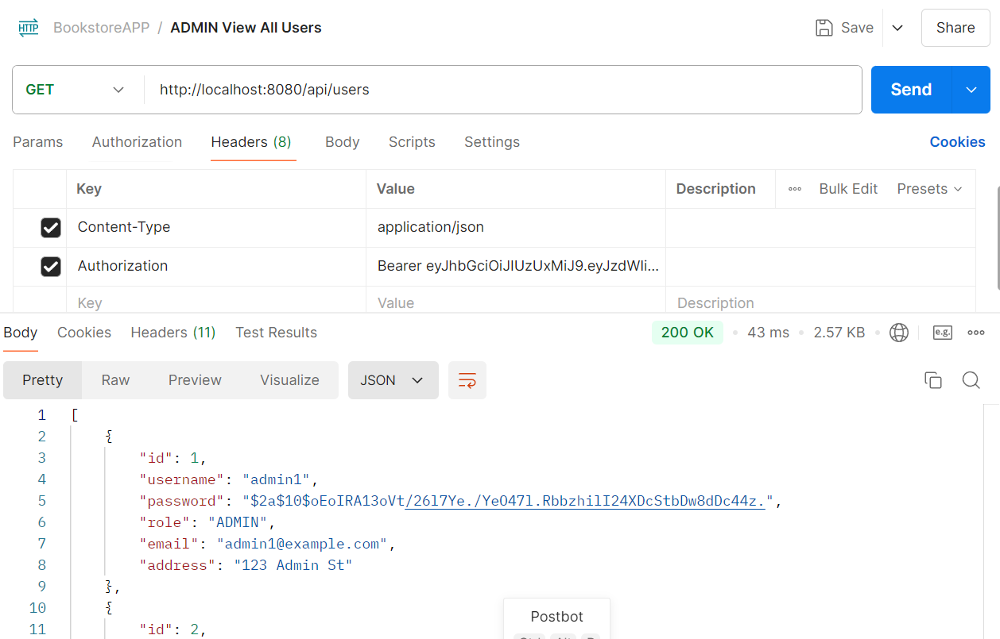 HTTP BookstoreAPP / ADMIN View All Users Save Share
GET http://localhost:8080/api/users Send
Params Authorization Headers (8) Body Scripts Settings Cookies
Key Value Description Bulk Edit Presets
Content-Type application/json
Authorization Bearer eyJhbGciOiJIUzUxMiJ9.eyJzdWIi...
Key Value Description
Body Cookies Headers (11) Test Results 200 OK 43 ms 2.57 KB e.g.
Pretty Raw Preview Visualize JSON
1 [
2 {
3 "id": 1,
4 "username": "admin1",
5 "password": "$2a$10$oEoIRA13oVt/26l7Ye./YeO47l.RbbzhilI24XDcStbDw8dDc44z.",
6 "role": "ADMIN",
7 "email": "admin1@example.com",
8 "address": "123 Admin St"
9 },
10 {
11 "id": 2,
Postbot